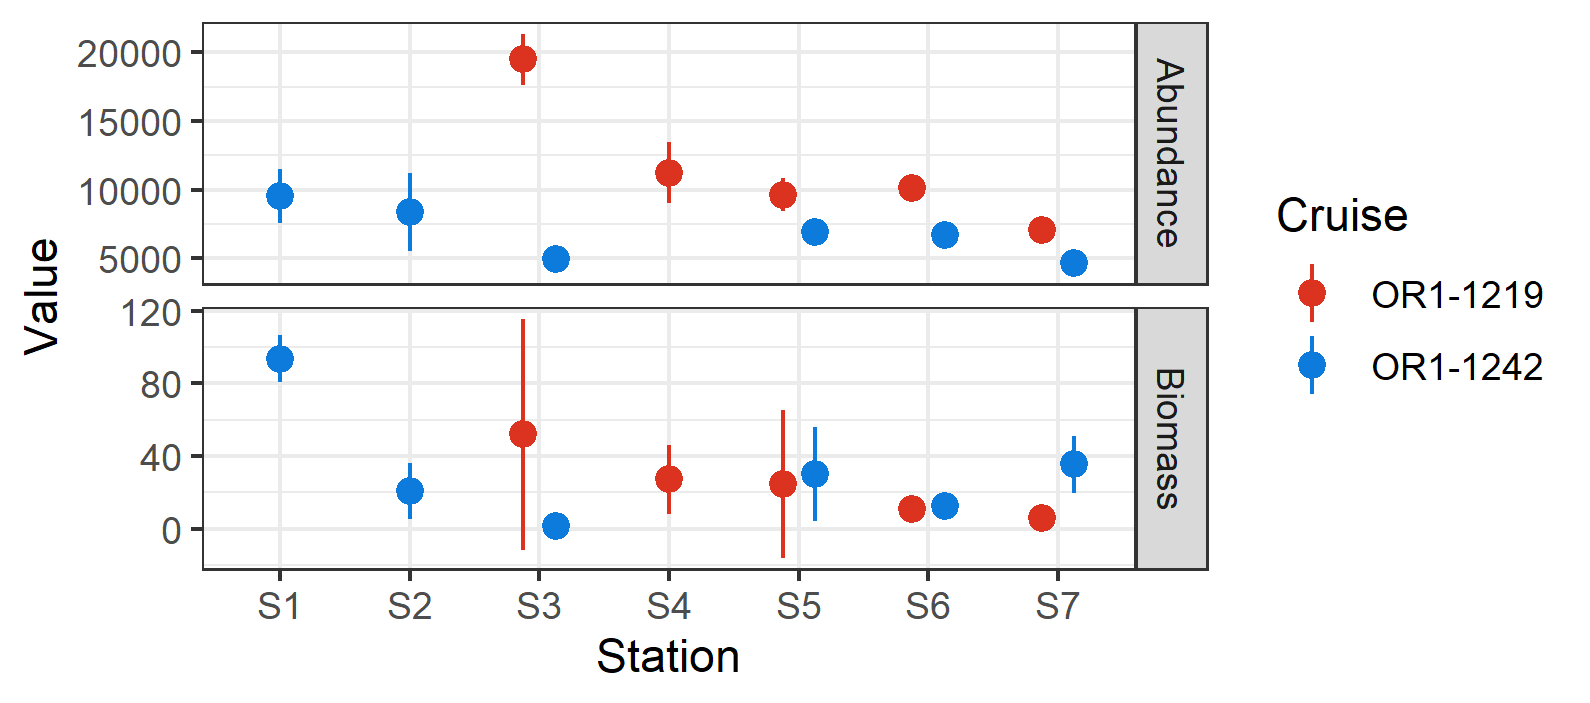 20000
15000
10000
5000
Abundance
120
80
40
0
Biomass
Value
S1 S2 S3 S4 S5 S6 S7
Station
Cruise
OR1-1219
OR1-1242